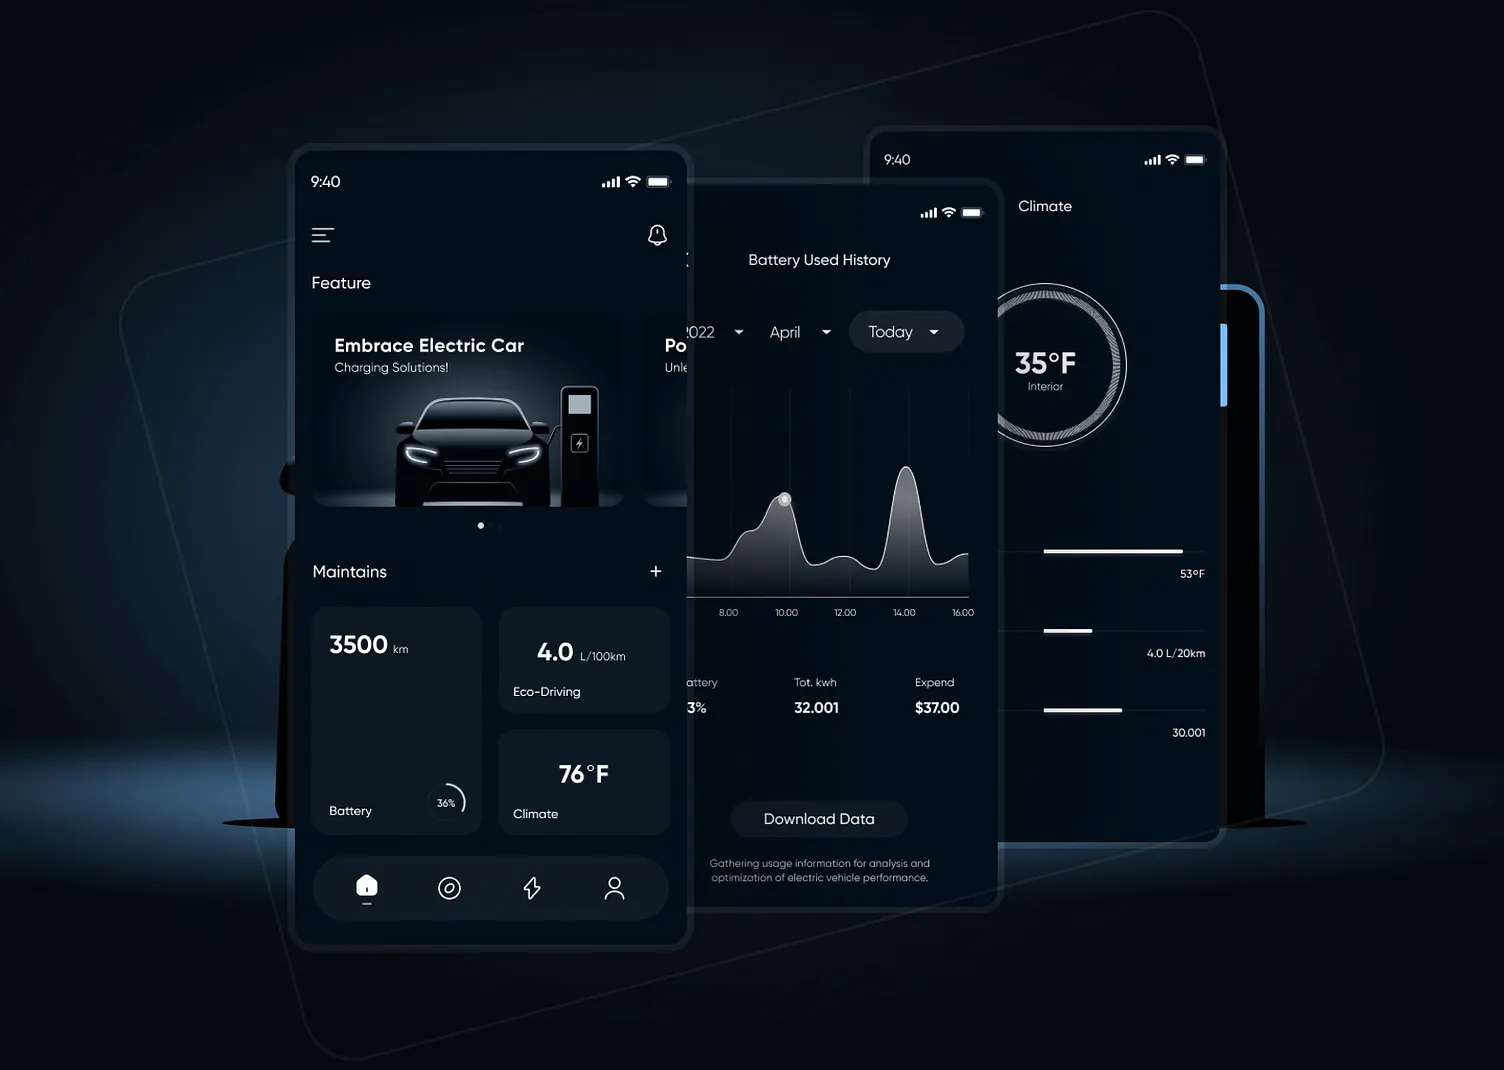 9:40
Feature
Embrace Electric Car
Charging Solutions!
Po
Unle
Maintains
+
3500 km
Battery
36%
4.0 L/100km
Eco-Driving
76°F
Climate
Battery Used History
2022
April
Today
8.00 10.00 12.00 14.00 16.00
attery
3%
Tot. kwh
32.001
Expend
$37.00
Download Data
Gathering usage information for analysis and
optimization of electric vehicle performance.
9:40
Climate
35°F
Interior
53°F
4.0 L/20km
30.001